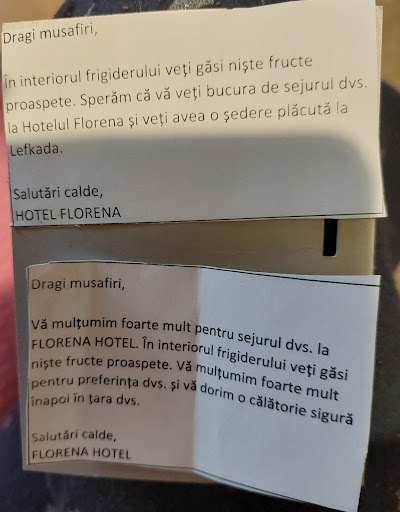 Dragi musafiri,
În interiorul frigiderului veți găsi niște fructe
proaspete. Sperăm că vă veți bucura de sejurul dvs.
la Hotelul Florena și veți avea o ședere plăcută la
Lefkada.
Salutări calde,
HOTEL FLORENA
Dragi musafiri,
Vă mulțumim foarte mult pentru sejurul dvs. la
FLORENA HOTEL. În interiorul frigiderului veți găsi
niște fructe proaspete. Vă mulțumim foarte mult
pentru preferința dvs. și vă dorim o călătorie sigură
înapoi în țara dvs.
Salutări calde,
FLORENA HOTEL